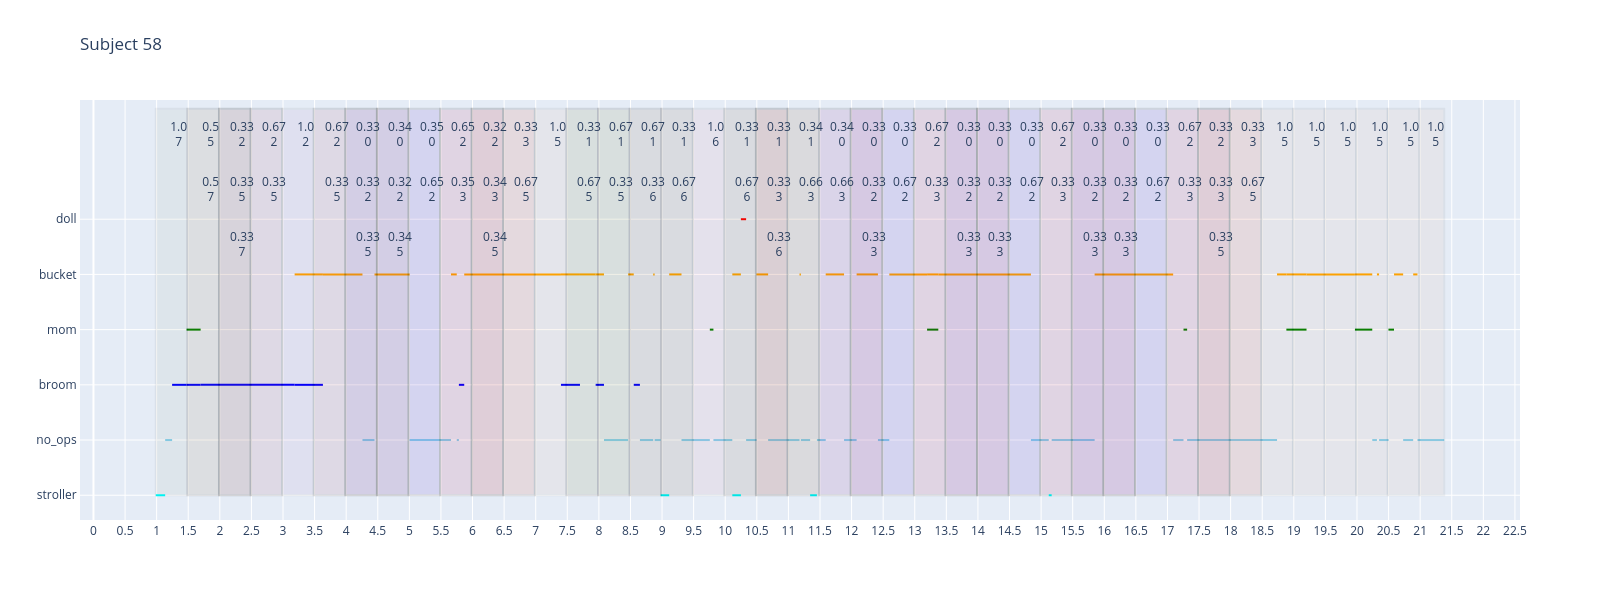 Subject 58
1.0 0.5 0.33 0.67 1.0 0.67 0.33 0.34 0.35 0.65 0.32 0.33 1.0 0.33 0.67 0.67 0.33 1.0 0.33 0.33 0.34 0.34 0.33 0.33 0.67 0.33 0.33 0.33 0.67 0.33 0.33 0.33 0.67 0.33 0.33 1.0 1.0 1.0 1.0 1.0 1.0
7 5 2 2 2 2 0 0 0 2 2 3 5 1 1 1 1 6 1 1 1 0 0 0 2 0 0 0 2 0 0 0 2 2 3 5 5 5 5 5 5
0.5 0.33 0.33 0.33 0.33 0.32 0.65 0.35 0.34 0.67 0.67 0.33 0.33 0.67 0.67 0.33 0.66 0.66 0.33 0.67 0.33 0.33 0.33 0.67 0.33 0.33 0.33 0.67 0.33 0.33 0.67
7 5 5 5 2 2 2 3 3 5 5 5 6 6 6 3 3 3 2 2 3 2 2 2 3 2 2 2 3 3 5
doll
0.33 0.33 0.34 0.34 0.33 0.33 0.33 0.33 0.33 0.33 0.33
7 5 5 5 6 3 3 3 3 3 5
bucket
mom
broom
no_ops
stroller
0 0.5 1 1.5 2 2.5 3 3.5 4 4.5 5 5.5 6 6.5 7 7.5 8 8.5 9 9.5 10 10.5 11 11.5 12 12.5 13 13.5 14 14.5 15 15.5 16 16.5 17 17.5 18 18.5 19 19.5 20 20.5 21 21.5 22 22.5